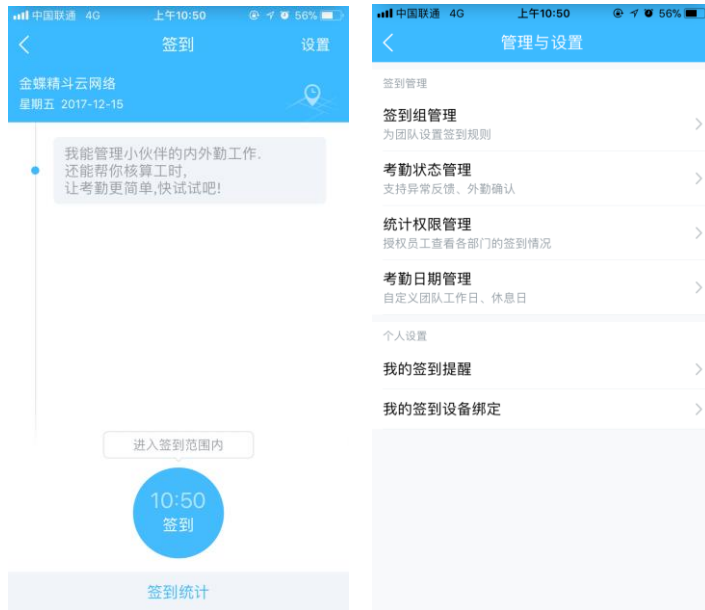 中国联通 4G 上午10:50 56%
签到 设置
金蝶精斗云网络
星期五 2017-12-15
我能管理小伙伴的内外勤工作.
还能帮你核算工时,
让考勤更简单,快试试吧!
进入签到范围内
10:50
签到
签到统计
中国联通 4G 上午10:50 56%
管理与设置
签到管理
签到组管理
为团队设置签到规则
考勤状态管理
支持异常反馈、外勤确认
统计权限管理
授权员工查看各部门的签到情况
考勤日期管理
自定义团队工作日、休息日
个人设置
我的签到提醒
我的签到设备绑定